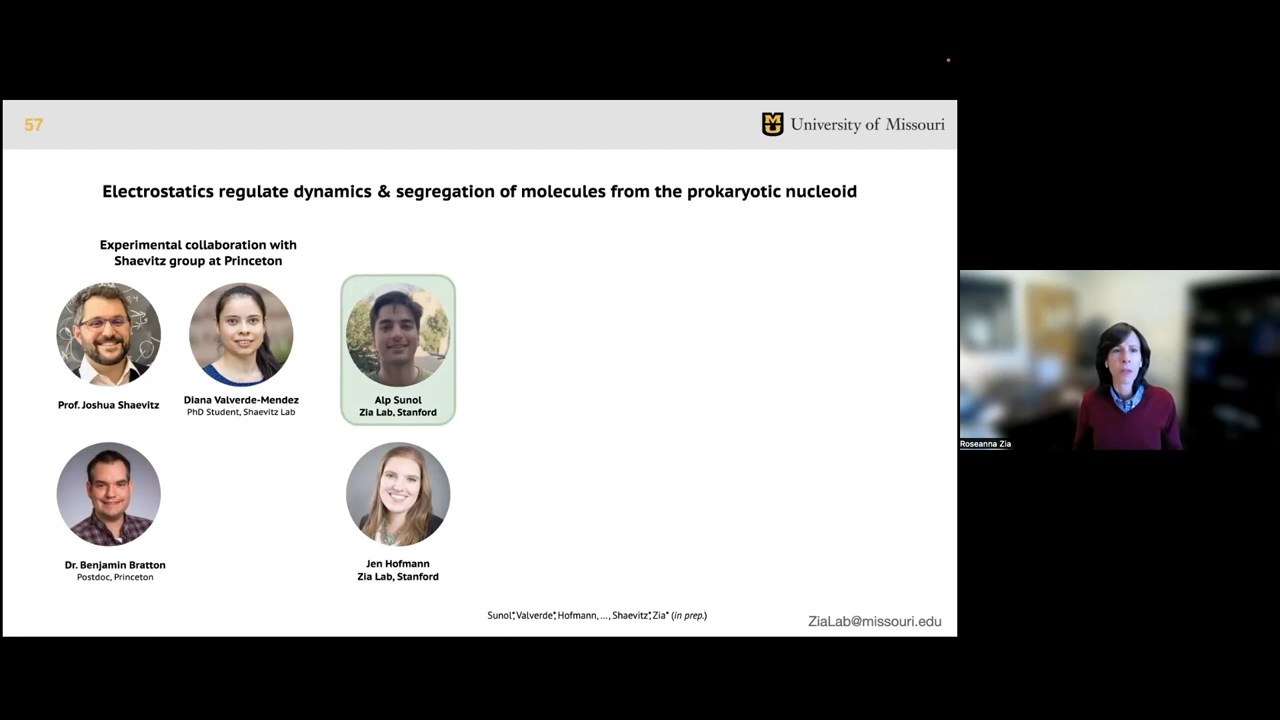 57
University of Missouri
Electrostatics regulate dynamics & segregation of molecules from the prokaryotic nucleoid
Experimental collaboration with
Shaevitz group at Princeton
Prof. Joshua Shaevitz
Diana Valverde-Mendez
PhD Student, Shaevitz Lab
Alp Sunol
Zia Lab, Stanford
Dr. Benjamin Bratton
Postdoc, Princeton
Jen Hofmann
Zia Lab, Stanford
Sunol*, Valverde*, Hofmann, ..., Shaevitz*, Zia* (in prep.)
ZiaLab@missouri.edu
Roseanna Zia